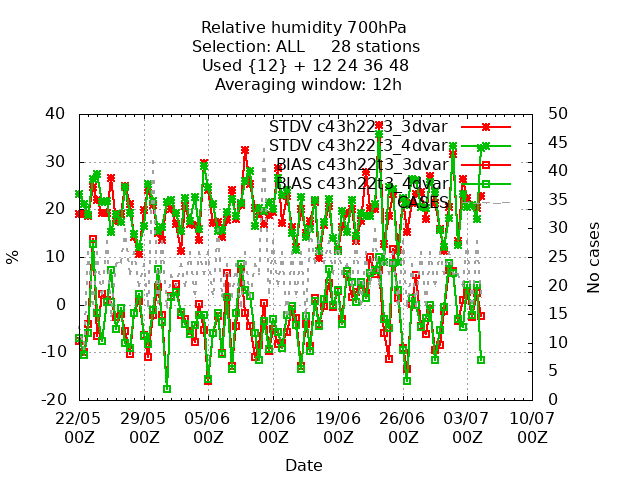 Relative humidity 700hPa
Selection: ALL     28 stations
Used {12} + 12 24 36 48
Averaging window: 12h
40
30
20
10
0
-10
-20
%
50
45
40
35
30
25
20
15
10
5
0
No cases
STDV c43h22t3_3dvar
STDV c43h22t3_4dvar
BIAS c43h22t3_3dvar
BIAS c43h22t3_4dvar
CASES
22/05 29/05 05/06 12/06 19/06 26/06 03/07 10/07
00Z 00Z 00Z 00Z 00Z 00Z 00Z 00Z
Date